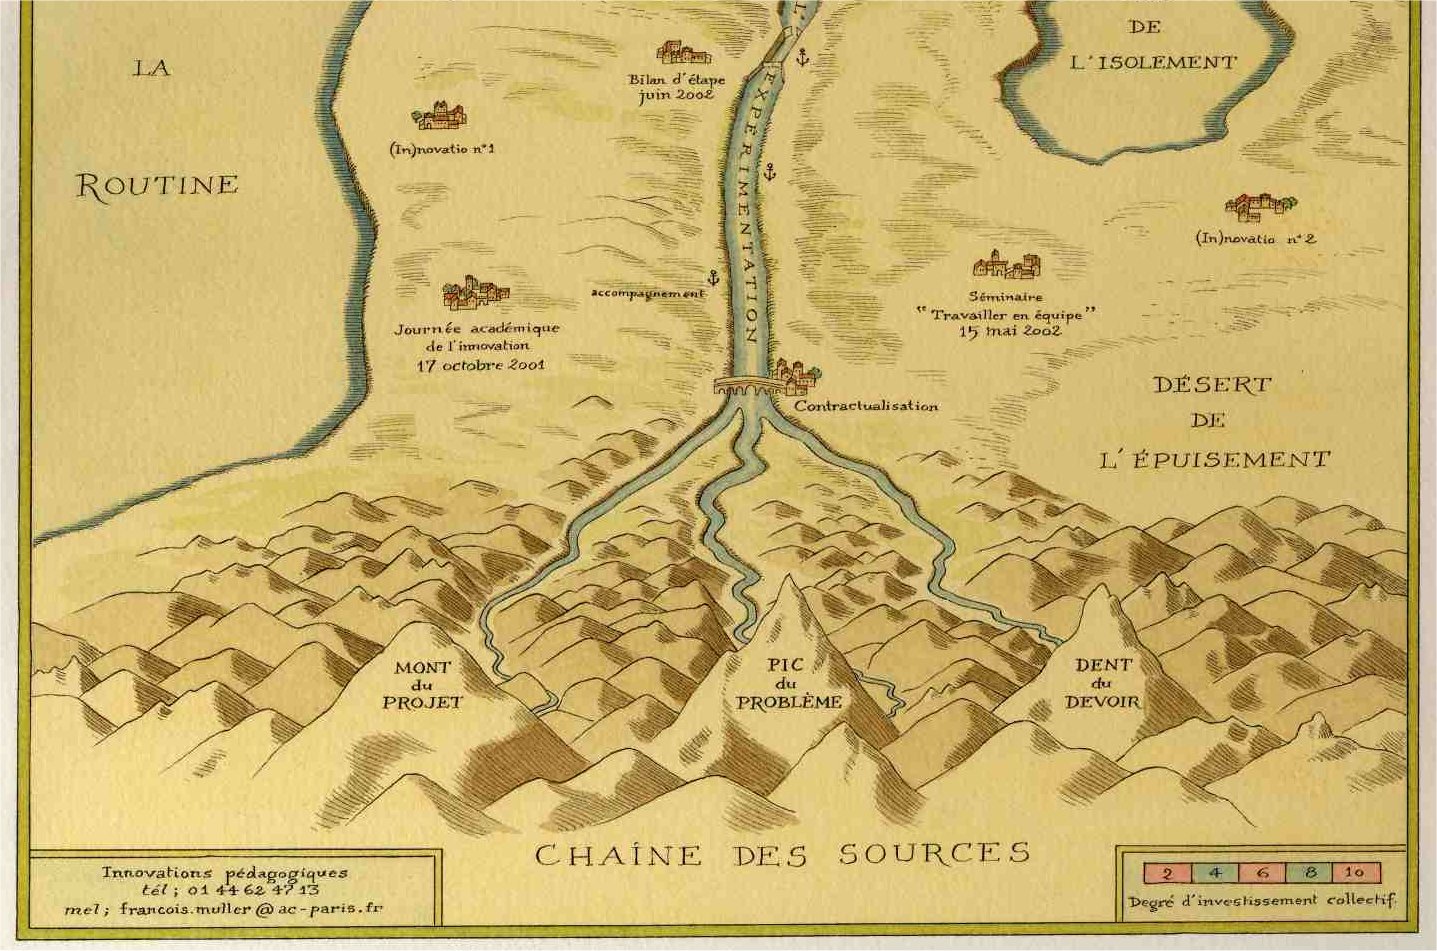 LA
ROUTINE
DE
L'ISOLEMENT
Bilan d'étape
juin 2002
(In)novatio n°1
L'EXPÉRIMENTATION
(In)novatio n°2
accompagnement
Séminaire
"Travailler en équipe"
15 mai 2002
Journée académique
de l'innovation
17 octobre 2001
Contractualisation
DÉSERT
DE
L'ÉPUISEMENT
MONT
du
PROJET
PIC
du
PROBLÈME
DENT
du
DEVOIR
CHAÎNE DES SOURCES
Innovations pédagogiques
tél ; 01 44 62 47 13
mel ; francois.muller @ ac-paris.fr
2 4 6 8 10
Degré d'investissement collectif